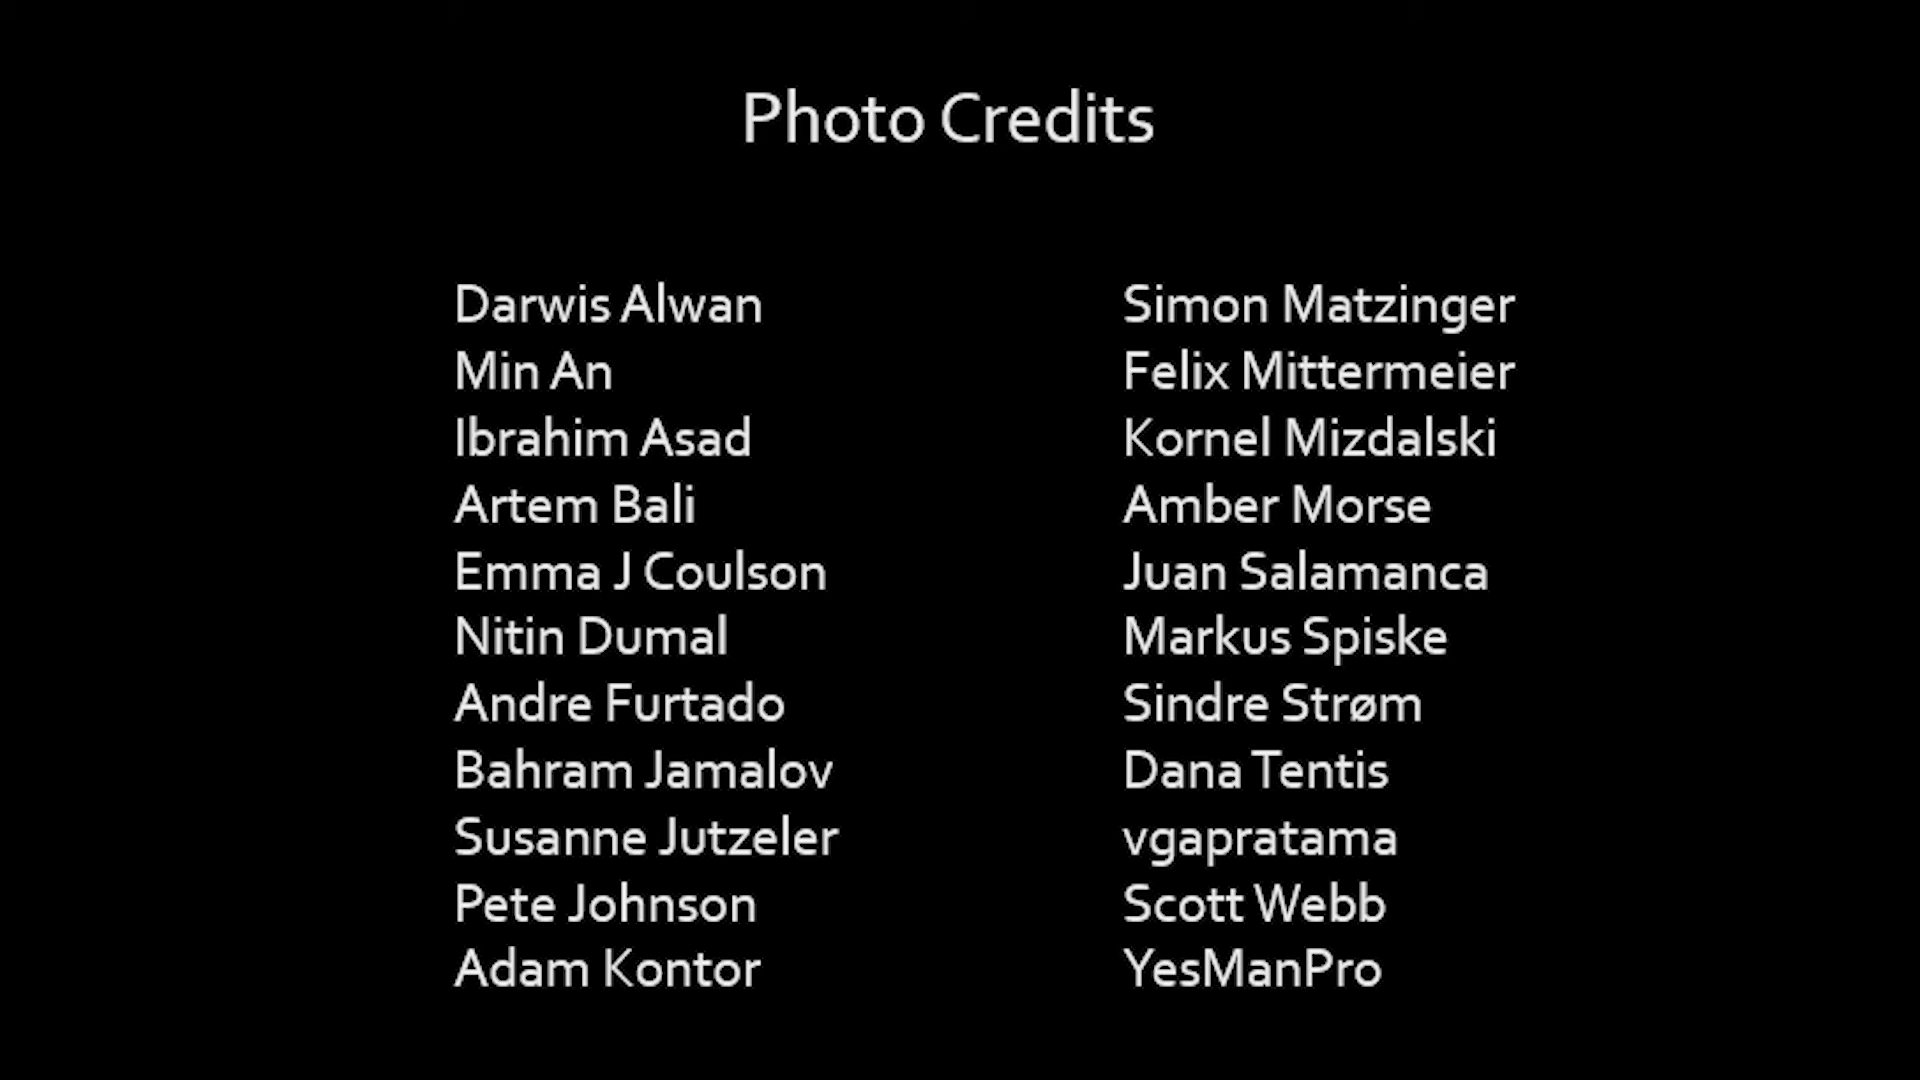 Photo Credits
Darwis Alwan
Min An
Ibrahim Asad
Artem Bali
Emma J Coulson
Nitin Dumal
Andre Furtado
Bahram Jamalov
Susanne Jutzeler
Pete Johnson
Adam Kontor
Simon Matzinger
Felix Mittermeier
Kornel Mizdalski
Amber Morse
Juan Salamanca
Markus Spiske
Sindre Strøm
Dana Tentis
vgapratama
Scott Webb
YesManPro